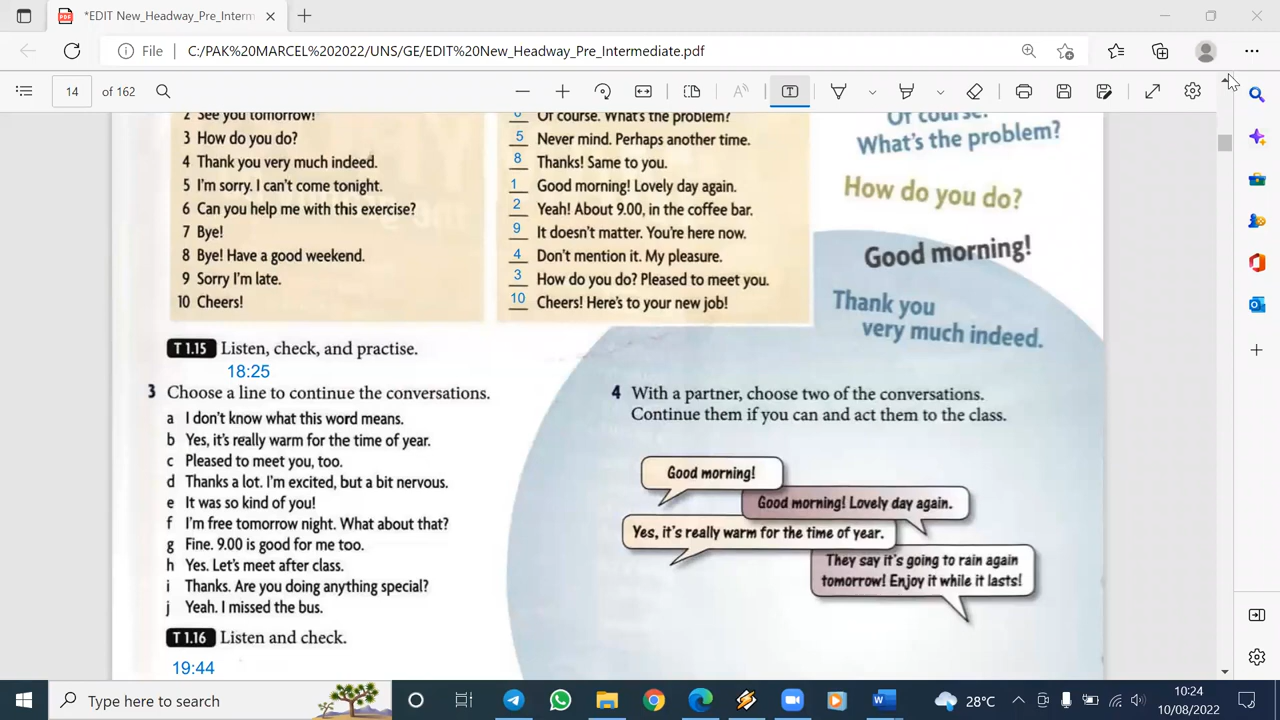 *EDIT New_Headway_Pre_Interm
File
C:/PAK%20MARCEL%202022/UNS/GE/EDIT%20New_Headway_Pre_Intermediate.pdf
14 of 162
2 See you tomorrow!
3 How do you do?
4 Thank you very much indeed.
5 I'm sorry. I can't come tonight.
6 Can you help me with this exercise?
7 Bye!
8 Bye! Have a good weekend.
9 Sorry I'm late.
10 Cheers!
6 Of course. What's the problem?
5 Never mind. Perhaps another time.
8 Thanks! Same to you.
1 Good morning! Lovely day again.
2 Yeah! About 9.00, in the coffee bar.
9 It doesn't matter. You're here now.
4 Don't mention it. My pleasure.
3 How do you do? Pleased to meet you.
10 Cheers! Here's to your new job!
Of course.
What's the problem?
How do you do?
Good morning!
Thank you
very much indeed.
T 1.15 Listen, check, and practise.
18:25
3 Choose a line to continue the conversations.
a I don't know what this word means.
b Yes, it's really warm for the time of year.
c Pleased to meet you, too.
d Thanks a lot. I'm excited, but a bit nervous.
e It was so kind of you!
f I'm free tomorrow night. What about that?
g Fine. 9.00 is good for me too.
h Yes. Let's meet after class.
i Thanks. Are you doing anything special?
j Yeah. I missed the bus.
T 1.16 Listen and check.
19:44
4 With a partner, choose two of the conversations.
Continue them if you can and act them to the class.
Good morning!
Good morning! Lovely day again.
Yes, it's really warm for the time of year.
They say it's going to rain again
tomorrow! Enjoy it while it lasts!
Type here to search
28°C
10:24
10/08/2022